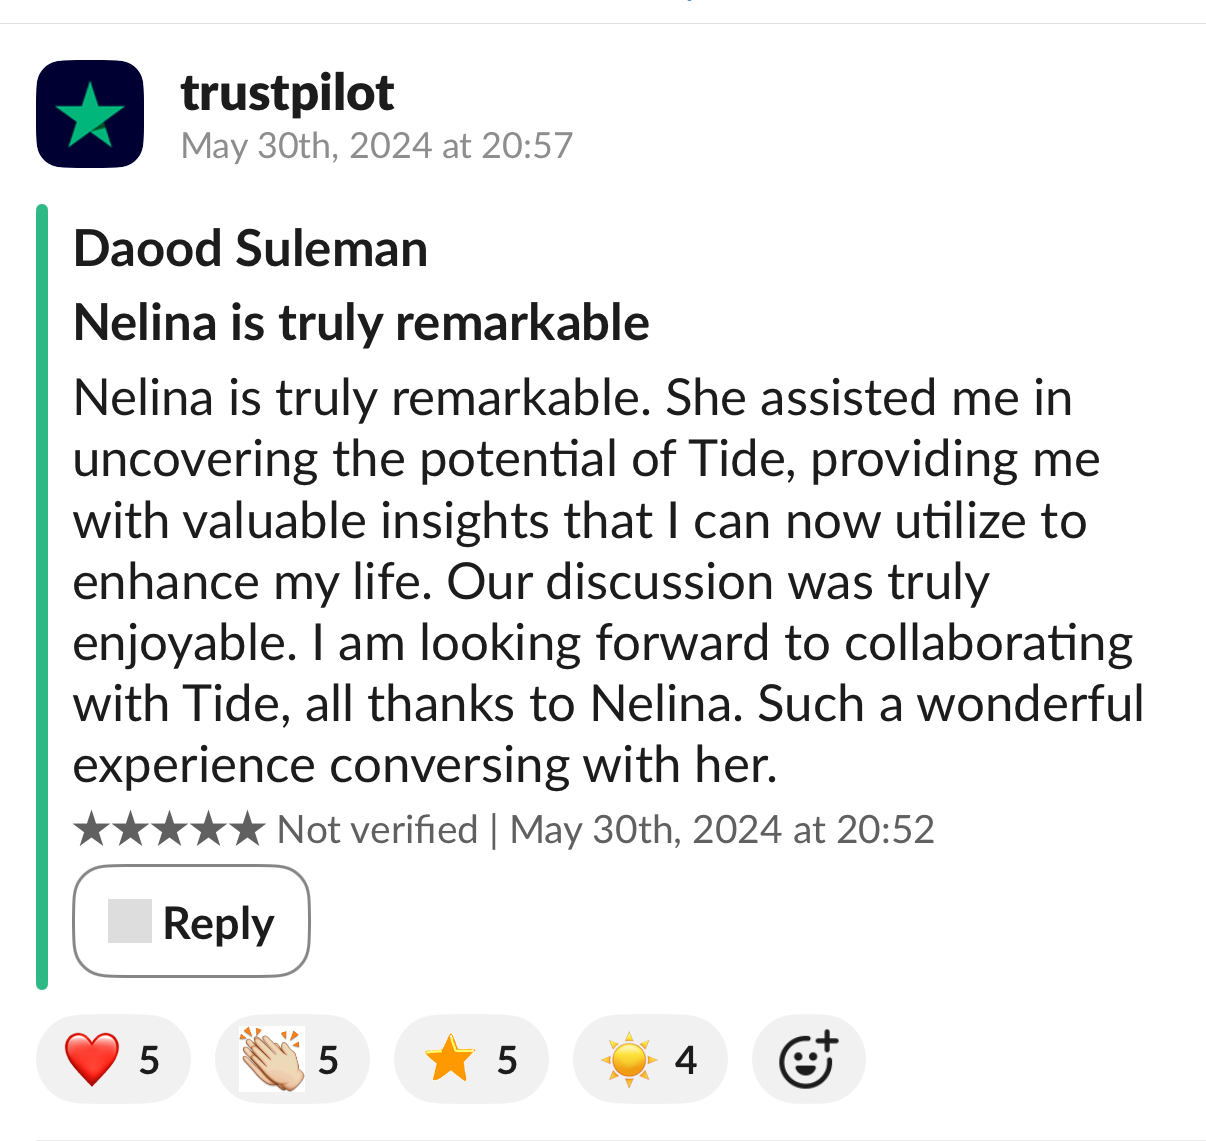 trustpilot
May 30th, 2024 at 20:57
Daood Suleman
Nelina is truly remarkable
Nelina is truly remarkable. She assisted me in
uncovering the potential of Tide, providing me
with valuable insights that I can now utilize to
enhance my life. Our discussion was truly
enjoyable. I am looking forward to collaborating
with Tide, all thanks to Nelina. Such a wonderful
experience conversing with her.
★★★★★ Not verified | May 30th, 2024 at 20:52
Reply
5 5 5 4